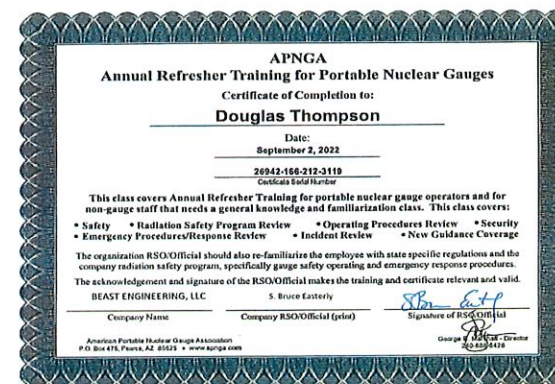 APNGA
Annual Refresher Training for Portable Nuclear Gauges
Certificate of Completion to:
Douglas Thompson
Date:
September 2, 2022
26942-166-212-3119
Certificate Serial Number
This class covers Annual Refresher Training for portable nuclear gauge operators and for
non-gauge staff that needs a general knowledge and familiarization class. This class covers:
• Safety • Radiation Safety Program Review • Operating Procedures Review • Security
• Emergency Procedures/Response Review • Incident Review • New Guidance Coverage
The organization RSO/Official should also re-familiarize the employee with state specific regulations and the
company radiation safety program, specifically gauge safety operating and emergency response procedures.
The acknowledgement and signature of the RSO/Official makes the training and certificate relevant and valid.
BEAST ENGINEERING, LLC S. Bruce Easterly
Company Name Company RSO/Official (print) Signature of RSO/Official
American Portable Nuclear Gauge Association George Marshall - Director
P.O. Box 475, Pearce, AZ 85625 • www.apnga.com